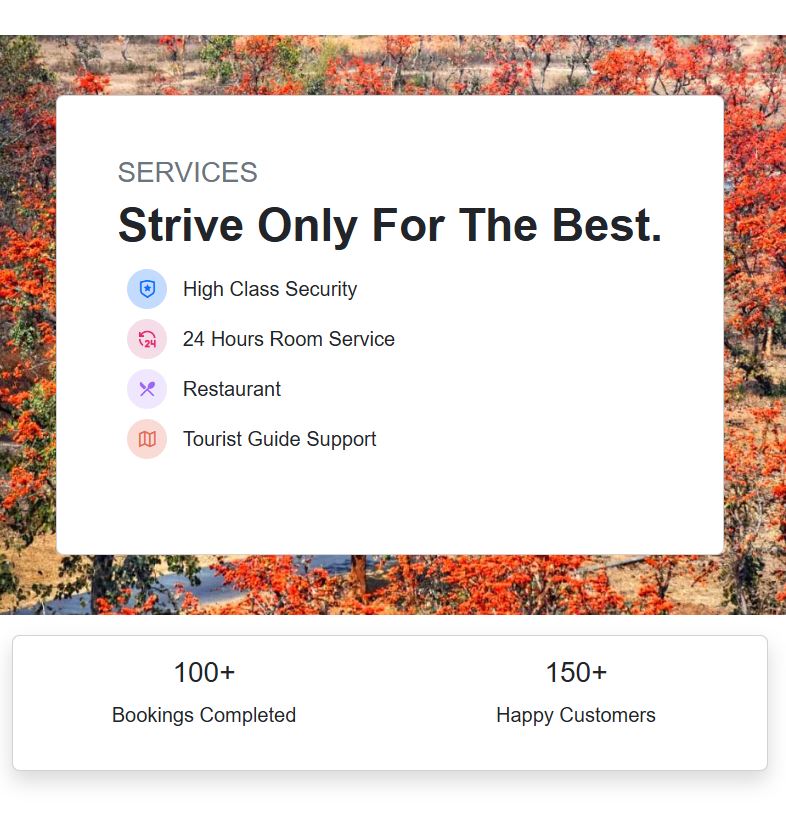 SERVICES
Strive Only For The Best.
High Class Security
24
24 Hours Room Service
Restaurant
Tourist Guide Support
100+
150+
Bookings Completed
Happy Customers